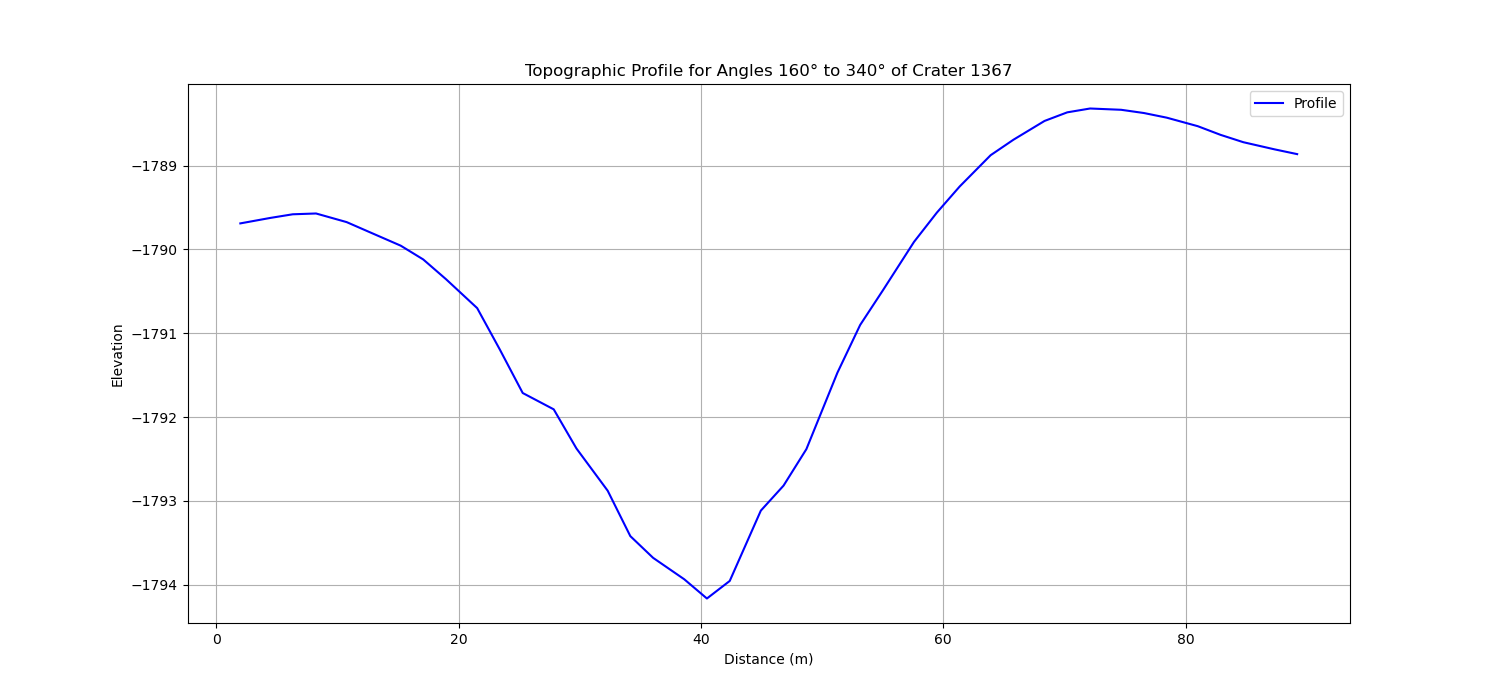 Topographic Profile for Angles 160° to 340° of Crater 1367
Profile
−1789
−1790
−1791
−1792
−1793
−1794
Elevation
0 20 40 60 80
Distance (m)